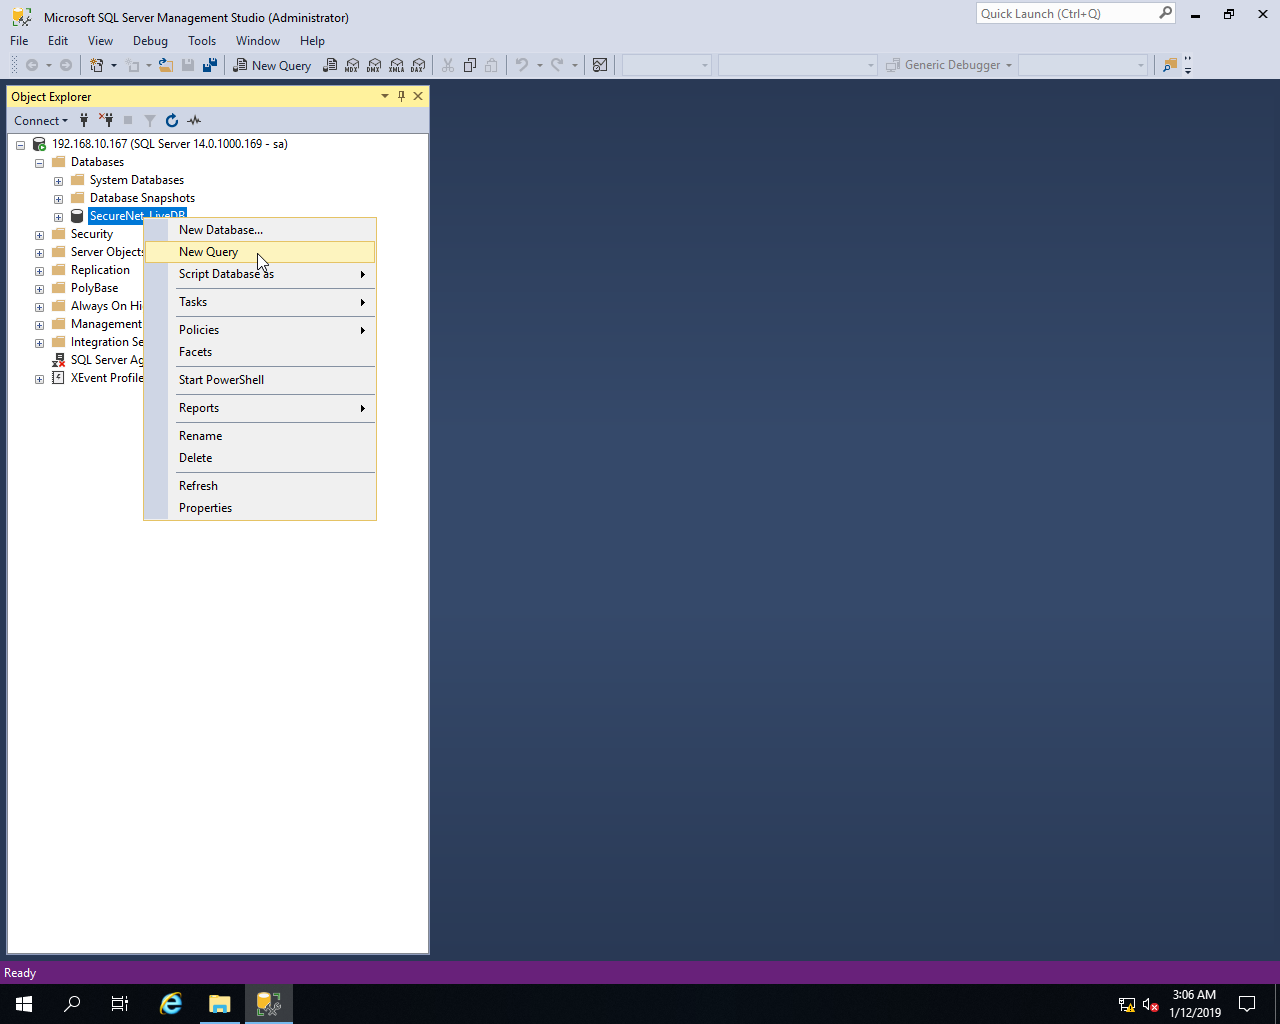 Microsoft SQL Server Management Studio (Administrator)
Quick Launch (Ctrl+Q)
File Edit View Debug Tools Window Help
New Query
MDX DMX XMLA DAX
Generic Debugger
Object Explorer
Connect
192.168.10.167 (SQL Server 14.0.1000.169 - sa)
Databases
System Databases
Database Snapshots
SecureNet_LiveDB
Security
Server Objects
Replication
PolyBase
Always On Hi
Management
Integration Se
SQL Server Ag
XEvent Profile
New Database...
New Query
Script Database as
Tasks
Policies
Facets
Start PowerShell
Reports
Rename
Delete
Refresh
Properties
Ready
3:06 AM
1/12/2019